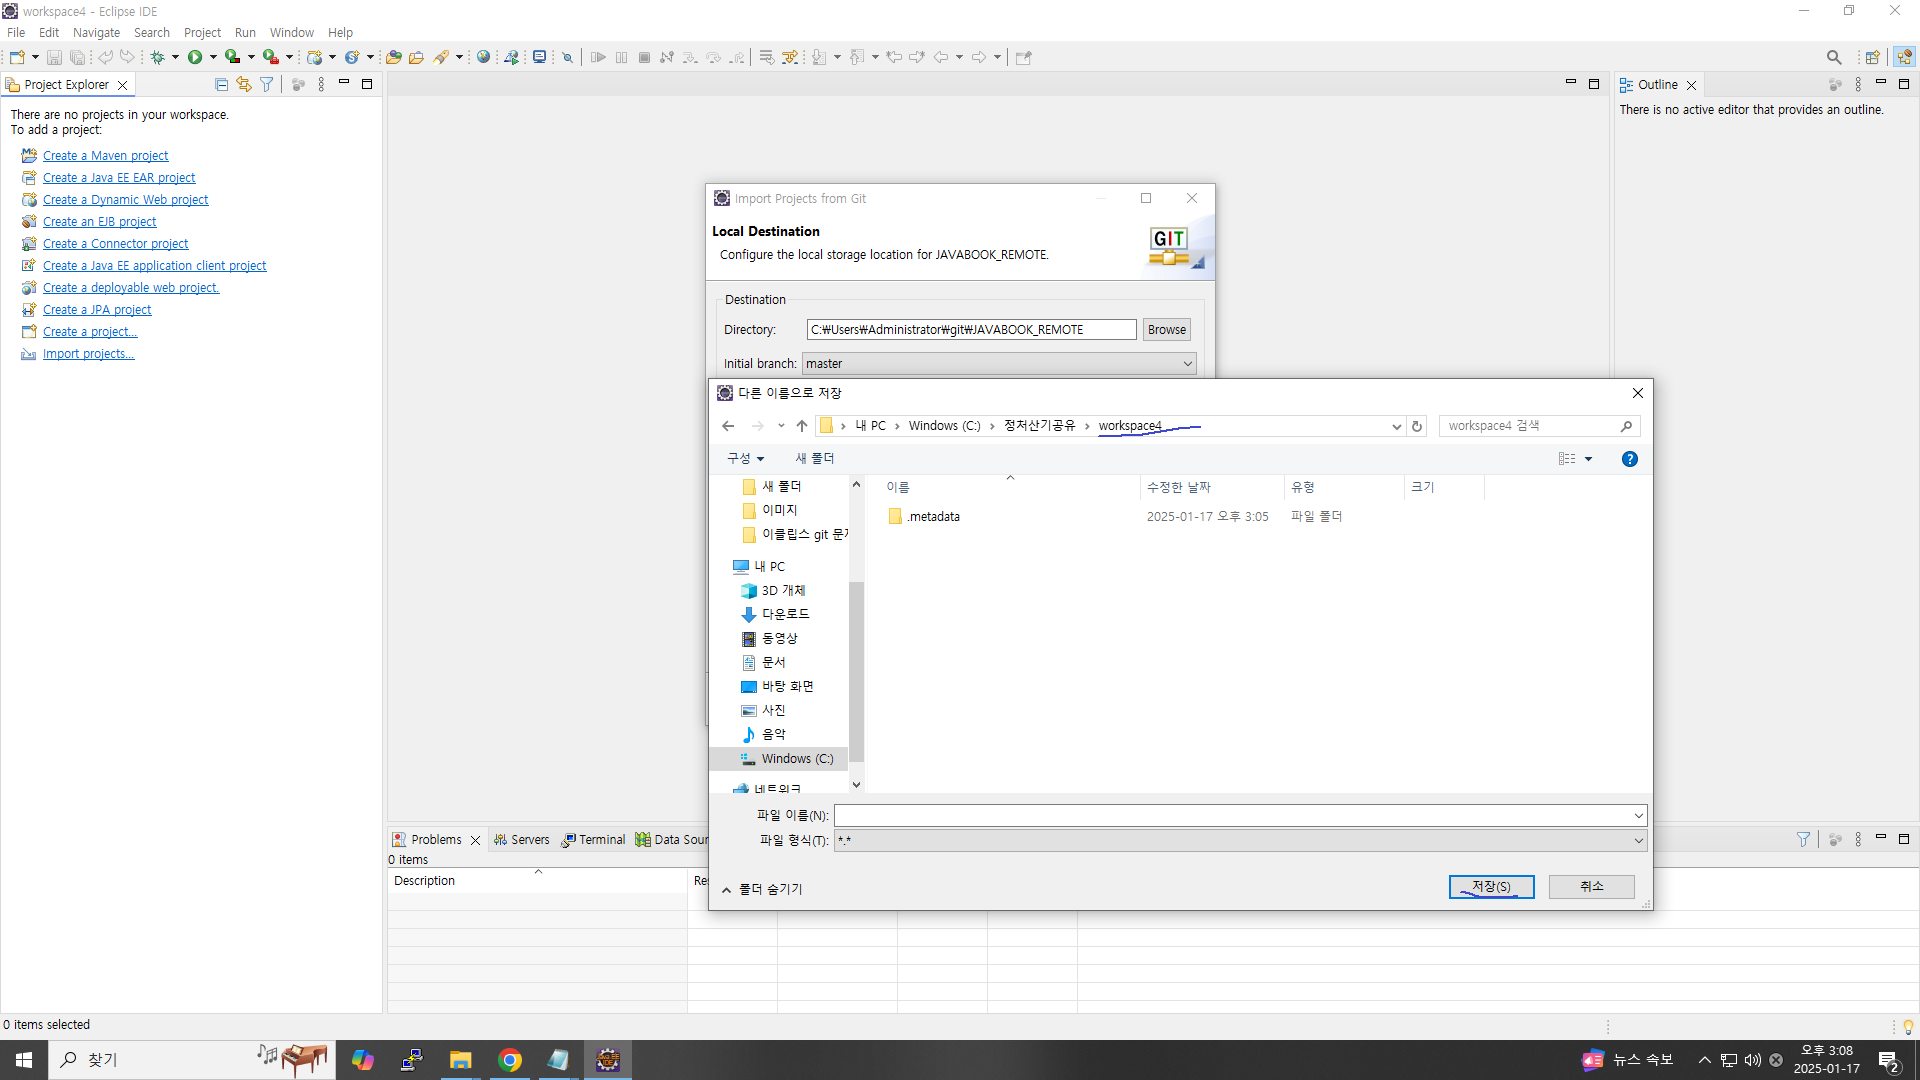 workspace4 - Eclipse IDE
File Edit Navigate Search Project Run Window Help
Project Explorer
There are no projects in your workspace.
To add a project:
Create a Maven project
Create a Java EE EAR project
Create a Dynamic Web project
Create an EJB project
Create a Connector project
Create a Java EE application client project
Create a deployable web project.
Create a JPA project
Create a project...
Import projects...
Outline
There is no active editor that provides an outline.
Import Projects from Git
Local Destination
Configure the local storage location for JAVABOOK_REMOTE.
GIT
Destination
Directory: C:₩Users₩Administrator₩git₩JAVABOOK_REMOTE Browse
Initial branch: master
다른 이름으로 저장
내 PC › Windows (C:) › 정처산기공유 › workspace4
workspace4 검색
구성 새 폴더
새 폴더
이미지
이클립스 git 문
내 PC
3D 개체
다운로드
동영상
문서
바탕 화면
사진
음악
Windows (C:)
네트워크
이름 수정한 날짜 유형 크기
.metadata 2025-01-17 오후 3:05 파일 폴더
파일 이름(N):
파일 형식(T): *.*
폴더 숨기기
저장(S) 취소
Problems Servers Terminal Data Sour
0 items
Description Res
0 items selected
찾기
뉴스 속보
오후 3:08
2025-01-17
2